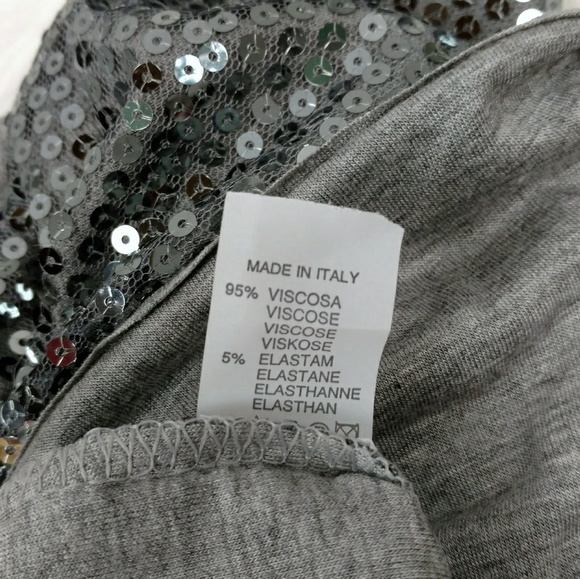 MADE IN ITALY
95% VISCOSA
VISCOSE
VISCOSE
VISKOSE
5% ELASTAM
ELASTANE
ELASTHANNE
ELASTHAN